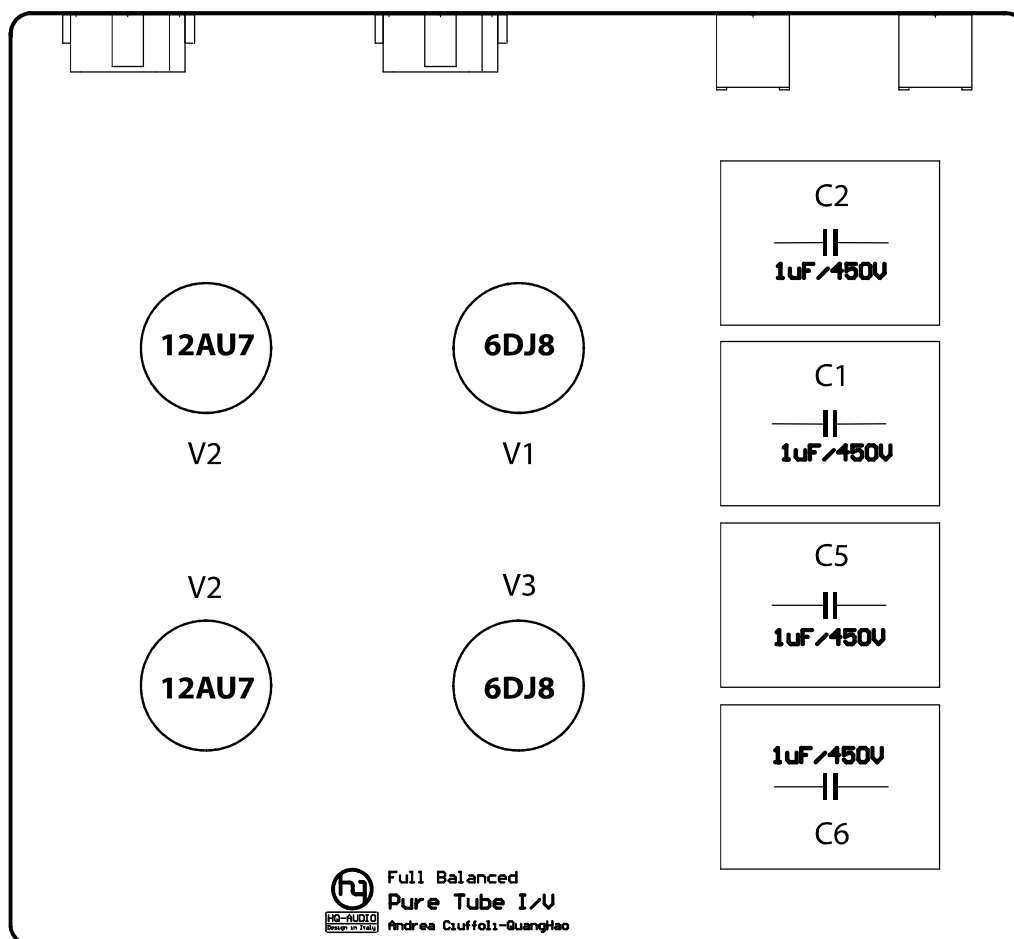 C2
1uF/450V
12AU7
6DJ8
C1
V2
V1
1uF/450V
C5
V2
V3
1uF/450V
12AU7
6DJ8
1uF/450V
C6
hq
HQ-AUDIO
Design in Italy
Full Balanced
Pure Tube I/V
Andrea Ciuffoli-QuangHao